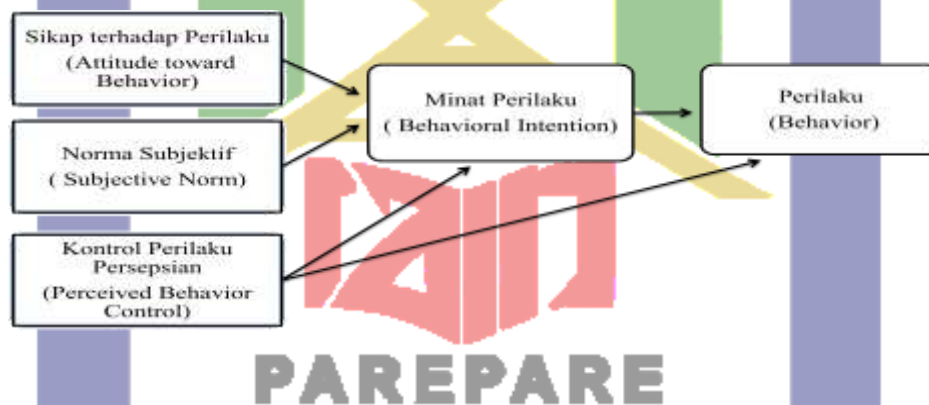 Sikap terhadap Perilaku
(Attitude toward
Behavior)
Minat Perilaku
( Behavioral Intention)
Perilaku
(Behavior)
Norma Subjektif
( Subjective Norm)
Kontrol Perilaku
Persepsian
(Perceived Behavior
Control)
IAIN
PAREPARE